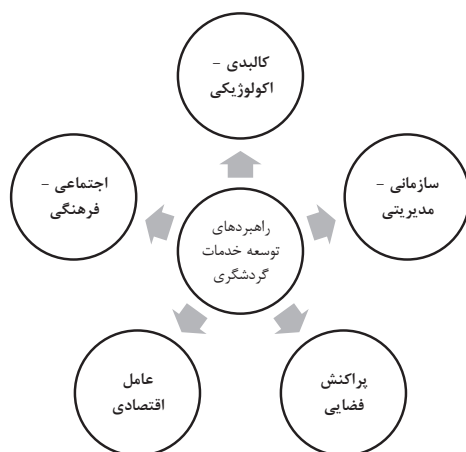 کالبدی –
اکولوژیکی
سازمانی –
مدیریتی
اجتماعی –
فرهنگی
راهبردهای
توسعه خدمات
گردشگری
پراکنش
فضایی
عامل
اقتصادی